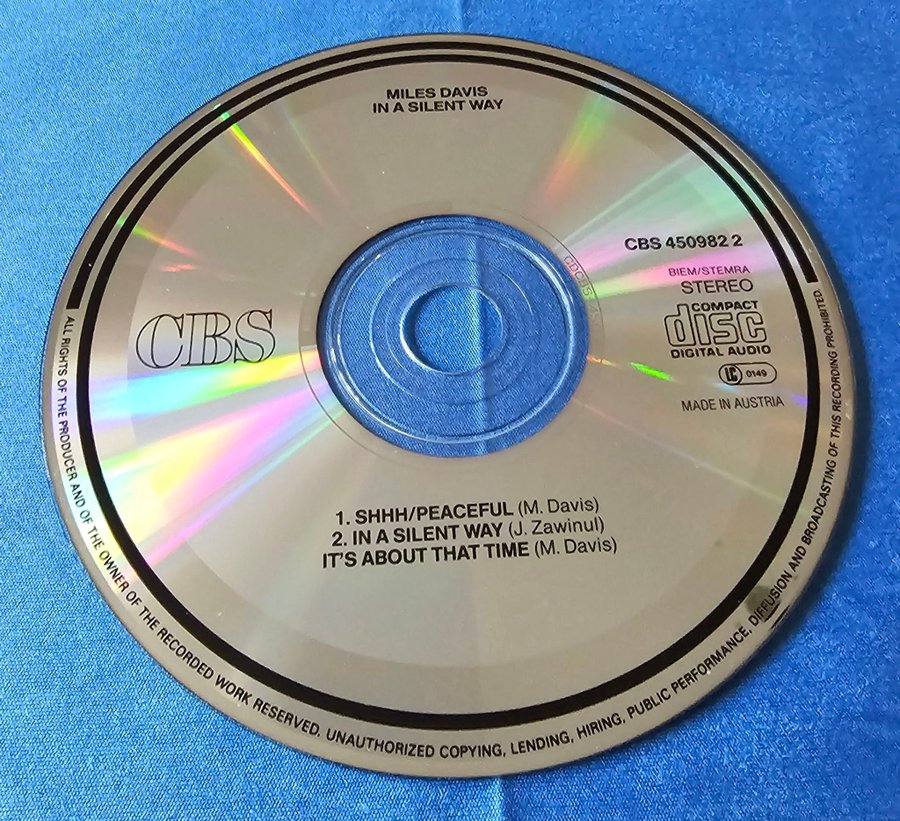 MILES DAVIS
IN A SILENT WAY
CBS 450982 2
BIEM/STEMRA
STEREO
COMPACT
disc
DIGITAL AUDIO
LC 0149
MADE IN AUSTRIA
CBS
1. SHHH/PEACEFUL (M. Davis)
2. IN A SILENT WAY (J. Zawinul)
IT'S ABOUT THAT TIME (M. Davis)
ALL RIGHTS OF THE PRODUCER AND OF THE OWNER OF THE RECORDED WORK RESERVED. UNAUTHORIZED COPYING, LENDING, HIRING, PUBLIC PERFORMANCE, DIFFUSION AND BROADCASTING OF THIS RECORDING PROHIBITED.